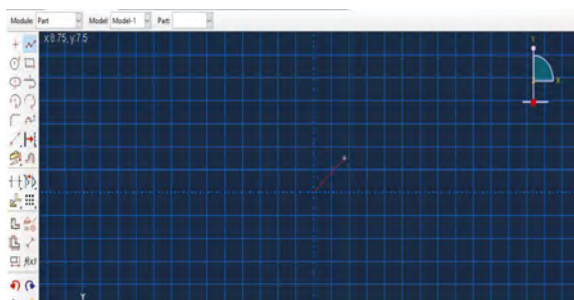 Module: Part Model: Model-1 Part:
x:8.75,y:7.5
Y
X
f(x)
Y